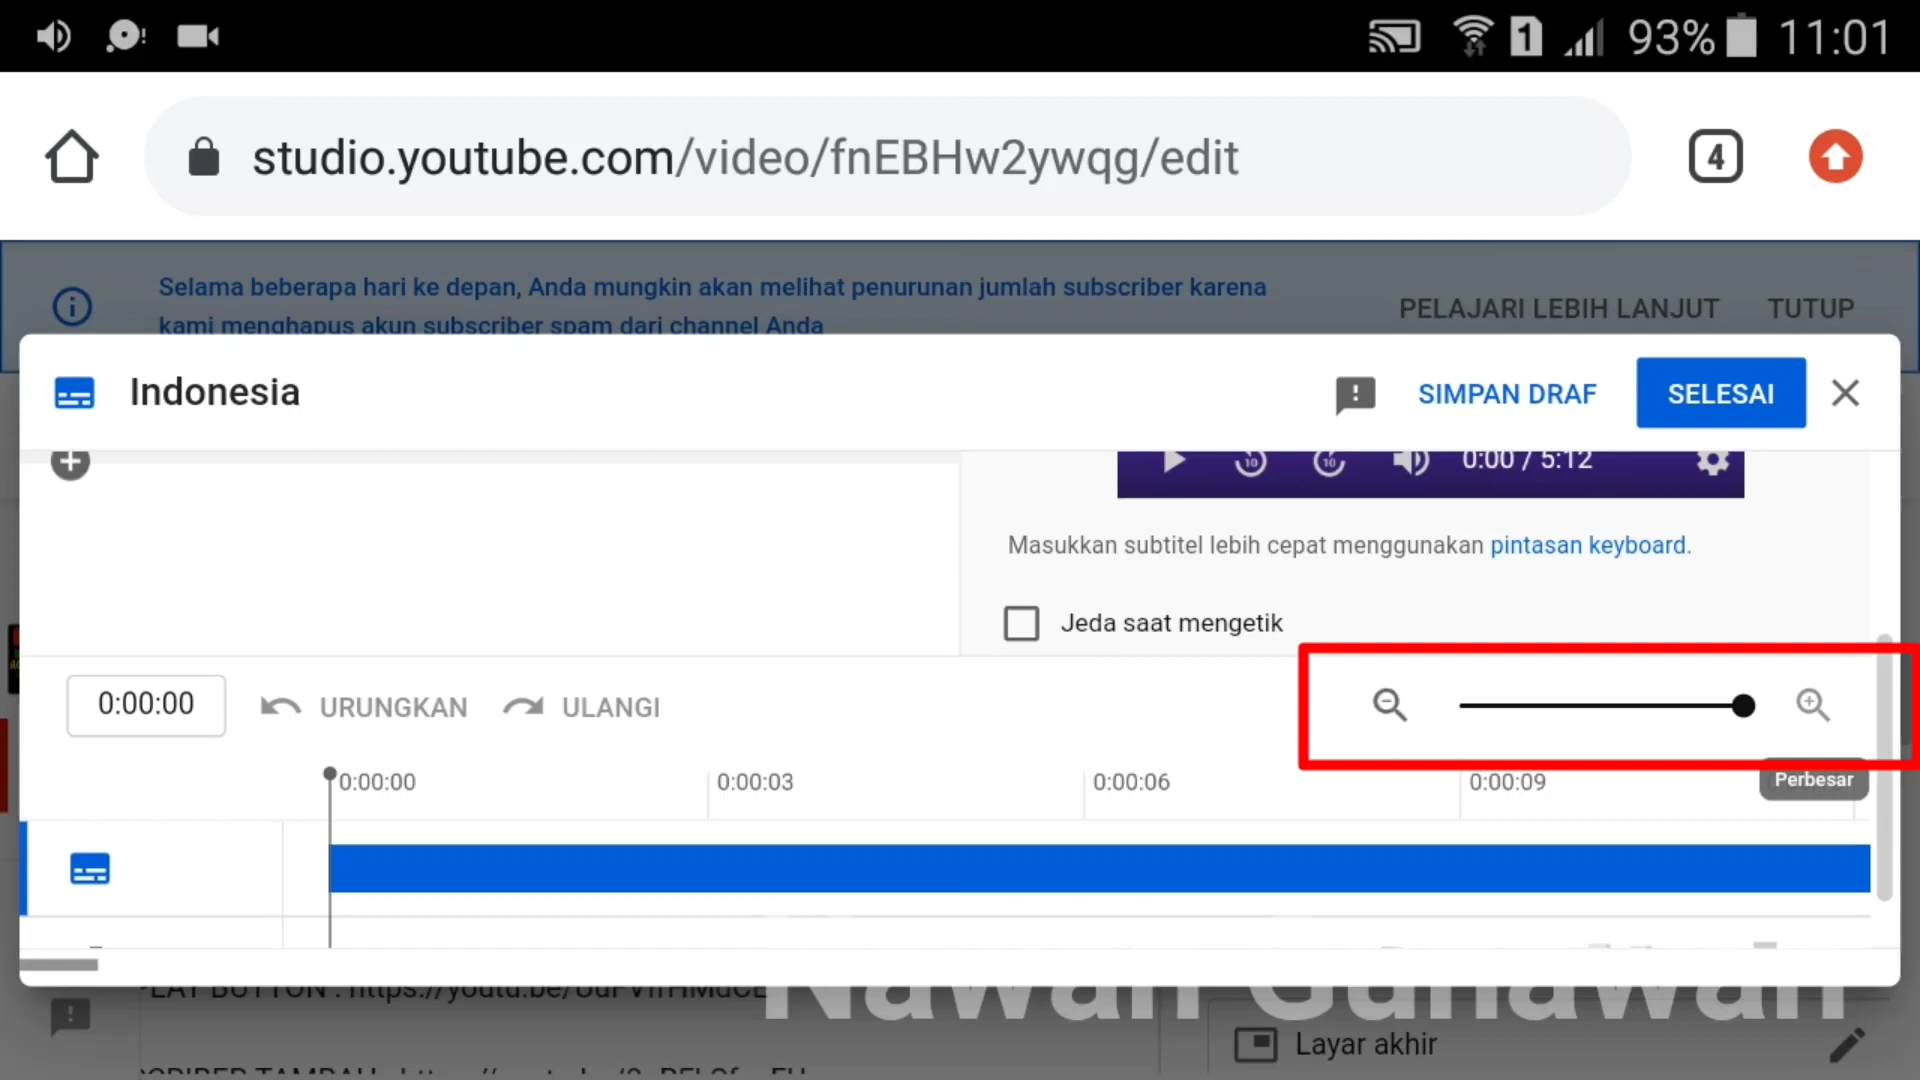 93% 11:01
studio.youtube.com/video/fnEBHw2ywqg/edit
4
Selama beberapa hari ke depan, Anda mungkin akan melihat penurunan jumlah subscriber karena
kami menghapus akun subscriber spam dari channel Anda
PELAJARI LEBIH LANJUT TUTUP
Indonesia
SIMPAN DRAF SELESAI
0:00 / 5:12
Masukkan subtitel lebih cepat menggunakan pintasan keyboard.
Jeda saat mengetik
0:00:00 URUNGKAN ULANGI
0:00:00 0:00:03 0:00:06 0:00:09
Perbesar
Nawan Gunawan
Layar akhir